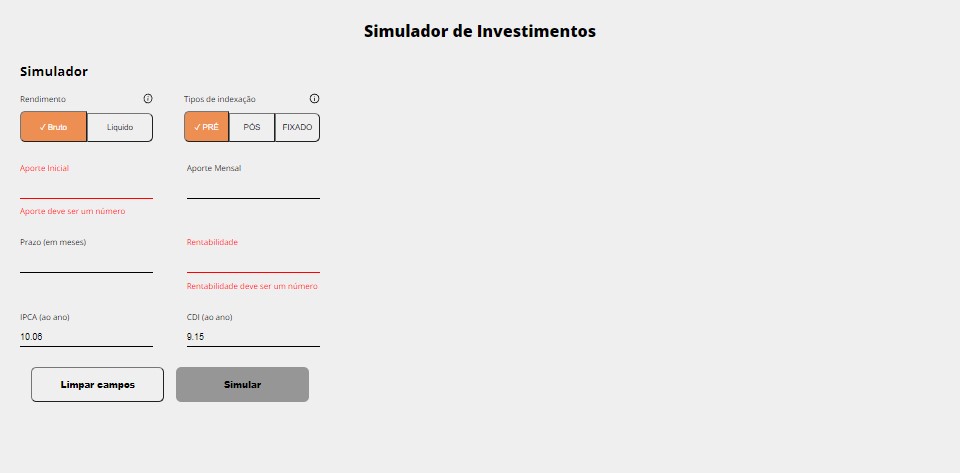 Simulador de Investimentos
Simulador
Rendimento
Tipos de indexação
✓ Bruto
Líquido
✓ PRÉ
PÓS
FIXADO
Aporte Inicial
Aporte Mensal
Aporte deve ser um número
Prazo (em meses)
Rentabilidade
Rentabilidade deve ser um número
IPCA (ao ano)
CDI (ao ano)
10.06
9.15
Limpar campos
Simular